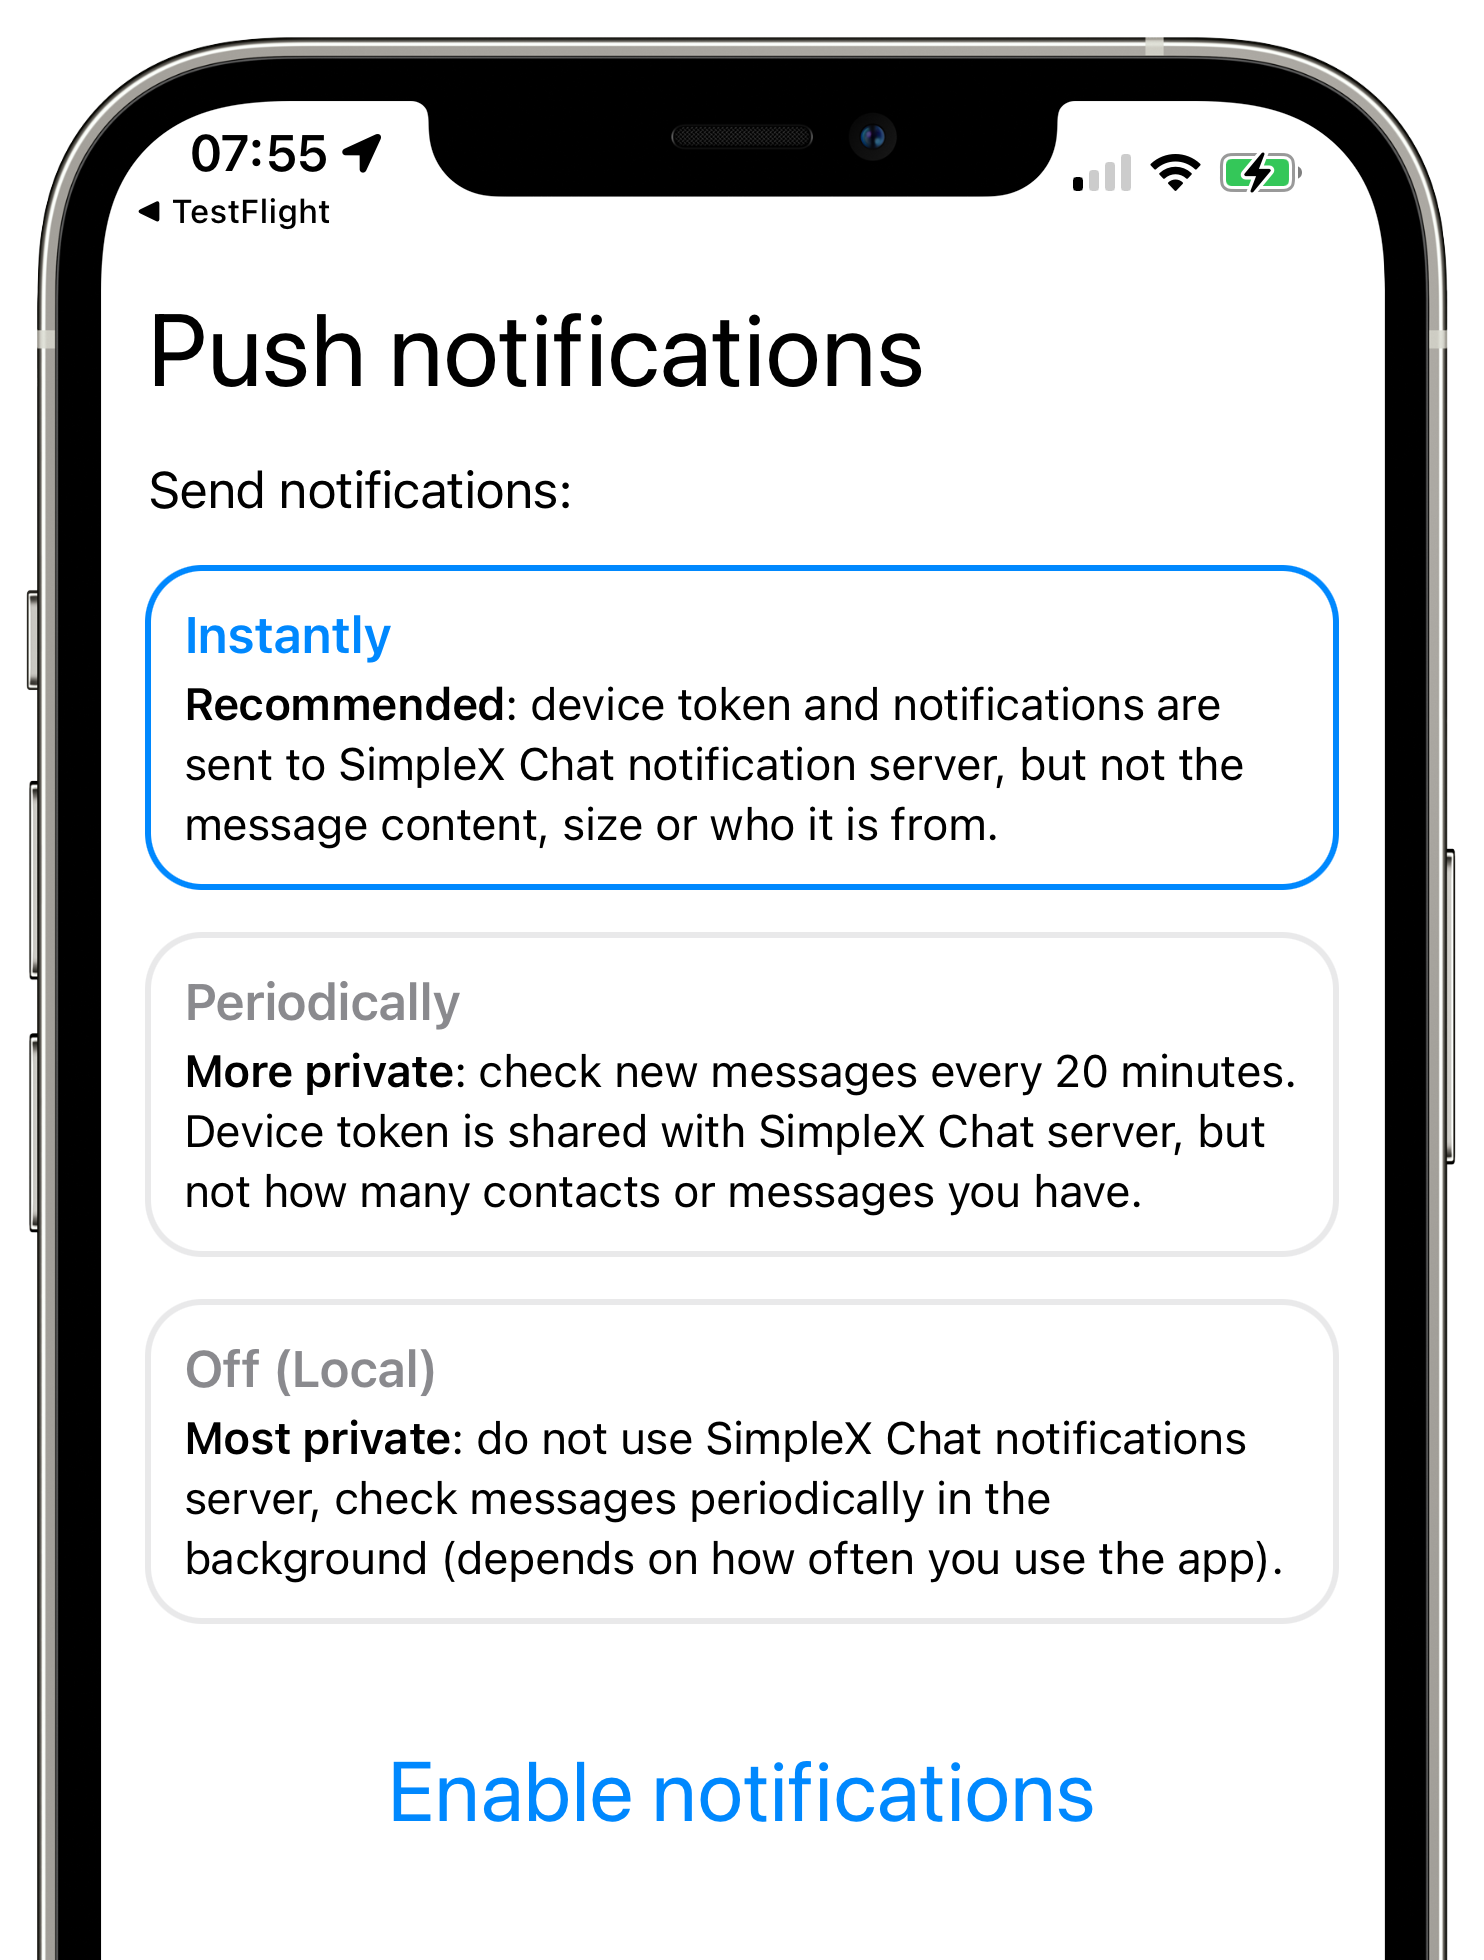 07:55
TestFlight
Push notifications
Send notifications:
Instantly
Recommended: device token and notifications are
sent to SimpleX Chat notification server, but not the
message content, size or who it is from.
Periodically
More private: check new messages every 20 minutes.
Device token is shared with SimpleX Chat server, but
not how many contacts or messages you have.
Off (Local)
Most private: do not use SimpleX Chat notifications
server, check messages periodically in the
background (depends on how often you use the app).
Enable notifications